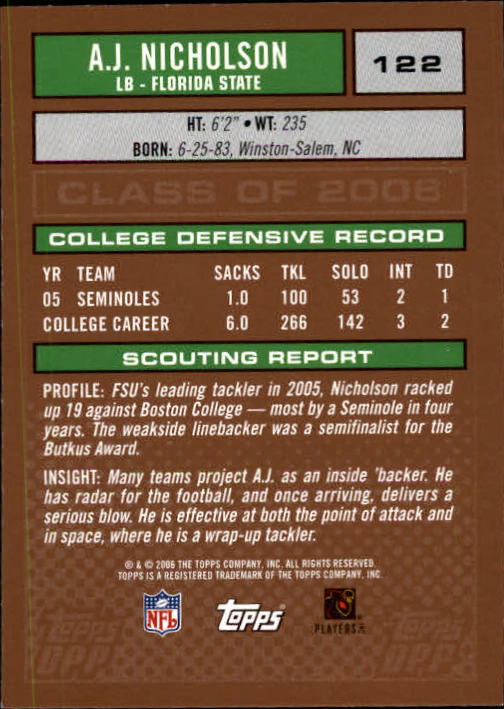 A.J. NICHOLSON
LB - FLORIDA STATE
122
HT: 6'2" • WT: 235
BORN: 6-25-83, Winston-Salem, NC
CLASS OF 2006
COLLEGE DEFENSIVE RECORD
YR TEAM SACKS TKL SOLO INT TD
05 SEMINOLES 1.0 100 53 2 1
COLLEGE CAREER 6.0 266 142 3 2
SCOUTING REPORT
PROFILE: FSU's leading tackler in 2005, Nicholson racked
up 19 against Boston College — most by a Seminole in four
years. The weakside linebacker was a semifinalist for the
Butkus Award.
INSIGHT: Many teams project A.J. as an inside 'backer. He
has radar for the football, and once arriving, delivers a
serious blow. He is effective at both the point of attack and
in space, where he is a wrap-up tackler.
® & © 2006 THE TOPPS COMPANY, INC. ALL RIGHTS RESERVED.
TOPPS IS A REGISTERED TRADEMARK OF THE TOPPS COMPANY, INC.
NFL
Topps
PLAYERS